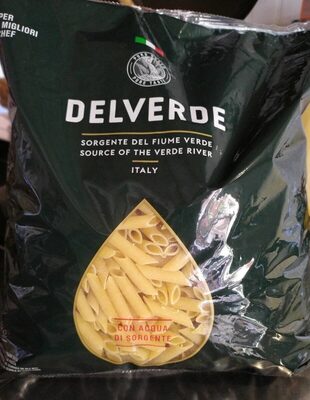 PER
MIGLIORI
CHEF
DELVERDE
SORGENTE DEL FIUME VERDE
SOURCE OF THE VERDE RIVER
ITALY
CON ACQUA
DI SORGENTE